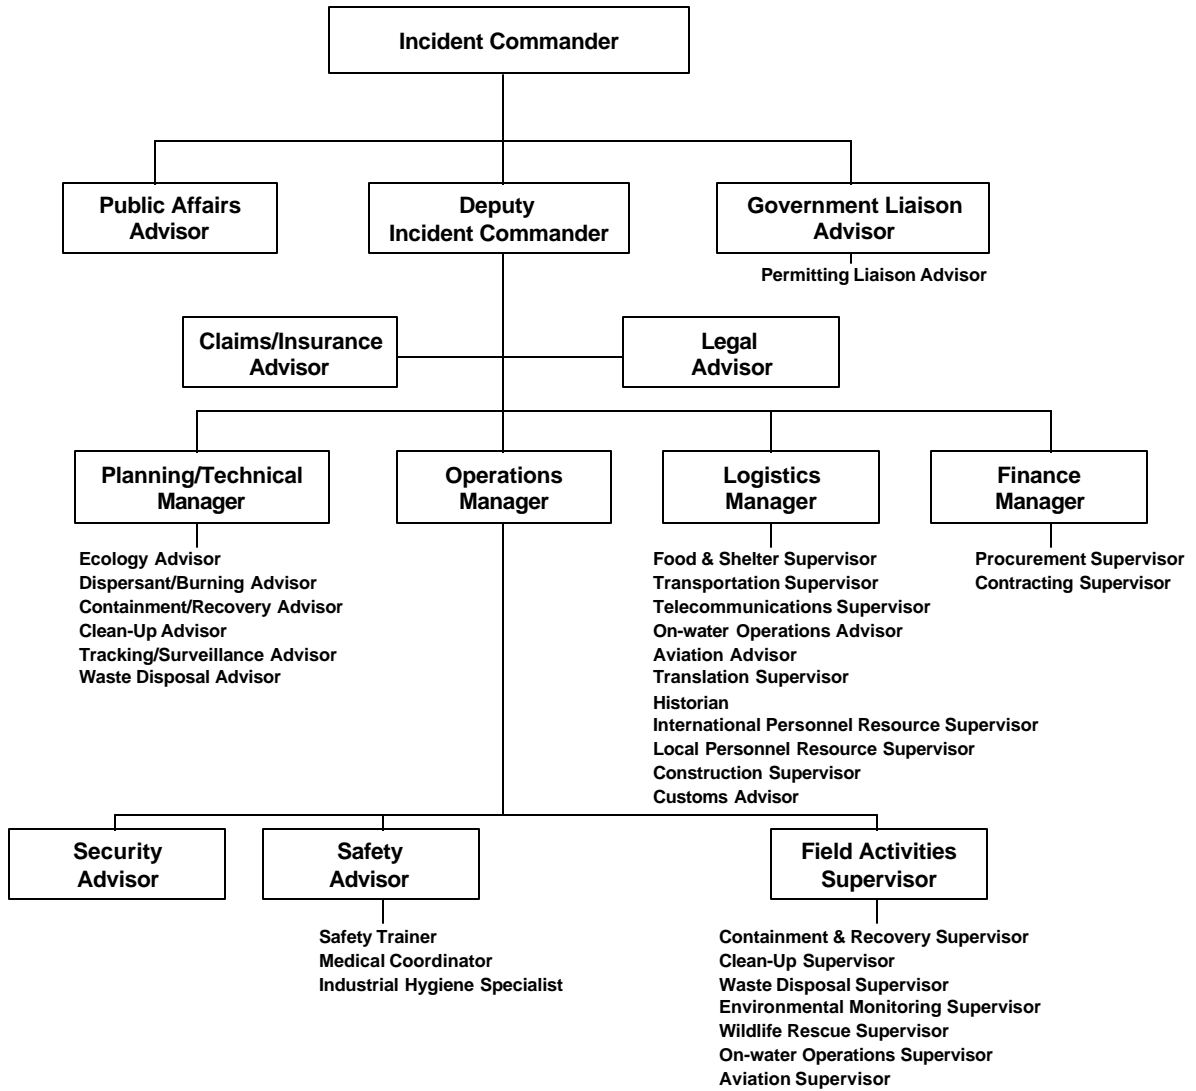 Incident Commander
Public Affairs
Advisor
Deputy
Incident Commander
Government Liaison
Advisor
Permitting Liaison Advisor
Claims/Insurance
Advisor
Legal
Advisor
Planning/Technical
Manager
Operations
Manager
Logistics
Manager
Finance
Manager
Ecology Advisor
Dispersant/Burning Advisor
Containment/Recovery Advisor
Clean-Up Advisor
Tracking/Surveillance Advisor
Waste Disposal Advisor
Food & Shelter Supervisor
Transportation Supervisor
Telecommunications Supervisor
On-water Operations Advisor
Aviation Advisor
Translation Supervisor
Historian
International Personnel Resource Supervisor
Local Personnel Resource Supervisor
Construction Supervisor
Customs Advisor
Procurement Supervisor
Contracting Supervisor
Security
Advisor
Safety
Advisor
Field Activities
Supervisor
Safety Trainer
Medical Coordinator
Industrial Hygiene Specialist
Containment & Recovery Supervisor
Clean-Up Supervisor
Waste Disposal Supervisor
Environmental Monitoring Supervisor
Wildlife Rescue Supervisor
On-water Operations Supervisor
Aviation Supervisor